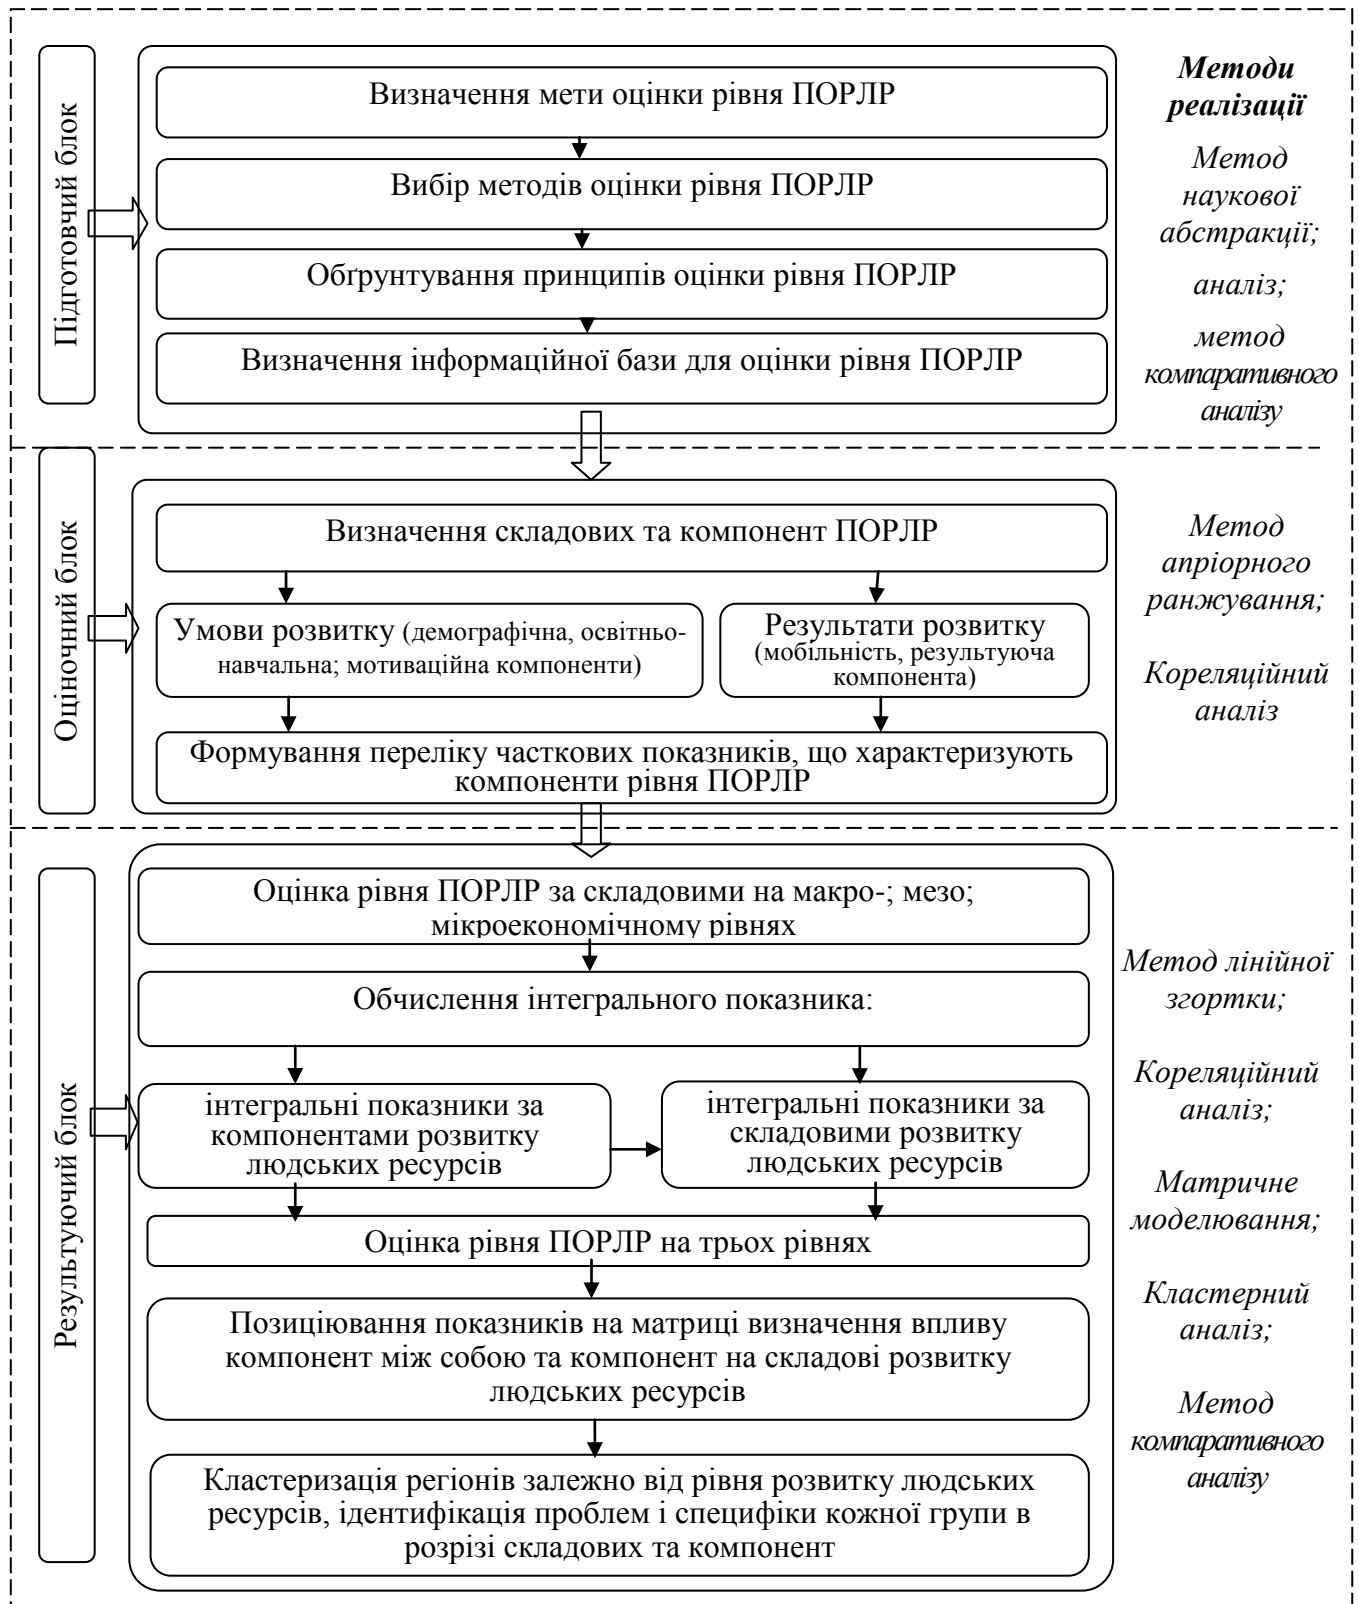 Методи
реалізації
Підготовчий блок
Визначення мети оцінки рівня ПОРЛР
Вибір методів оцінки рівня ПОРЛР
Обґрунтування принципів оцінки рівня ПОРЛР
Визначення інформаційної бази для оцінки рівня ПОРЛР
Метод
наукової
абстракції;
аналіз;
метод
компаративного
аналізу
Оціночний блок
Визначення складових та компонент ПОРЛР
Умови розвитку (демографічна, освітньо-
навчальна; мотиваційна компоненти)
Результати розвитку
(мобільність, результуюча
компонента)
Формування переліку часткових показників, що характеризують
компоненти рівня ПОРЛР
Метод
апріорного
ранжування;
Кореляційний
аналіз
Результуючий блок
Оцінка рівня ПОРЛР за складовими на макро-; мезо;
мікроекономічному рівнях
Обчислення інтегрального показника:
інтегральні показники за
компонентами розвитку
людських ресурсів
інтегральні показники за
складовими розвитку
людських ресурсів
Оцінка рівня ПОРЛР на трьох рівнях
Позиціювання показників на матриці визначення впливу
компонент між собою та компонент на складові розвитку
людських ресурсів
Кластеризація регіонів залежно від рівня розвитку людських
ресурсів, ідентифікація проблем і специфіки кожної групи в
розрізі складових та компонент
Метод лінійної
згортки;
Кореляційний
аналіз;
Матричне
моделювання;
Кластерний
аналіз;
Метод
компаративного
аналізу